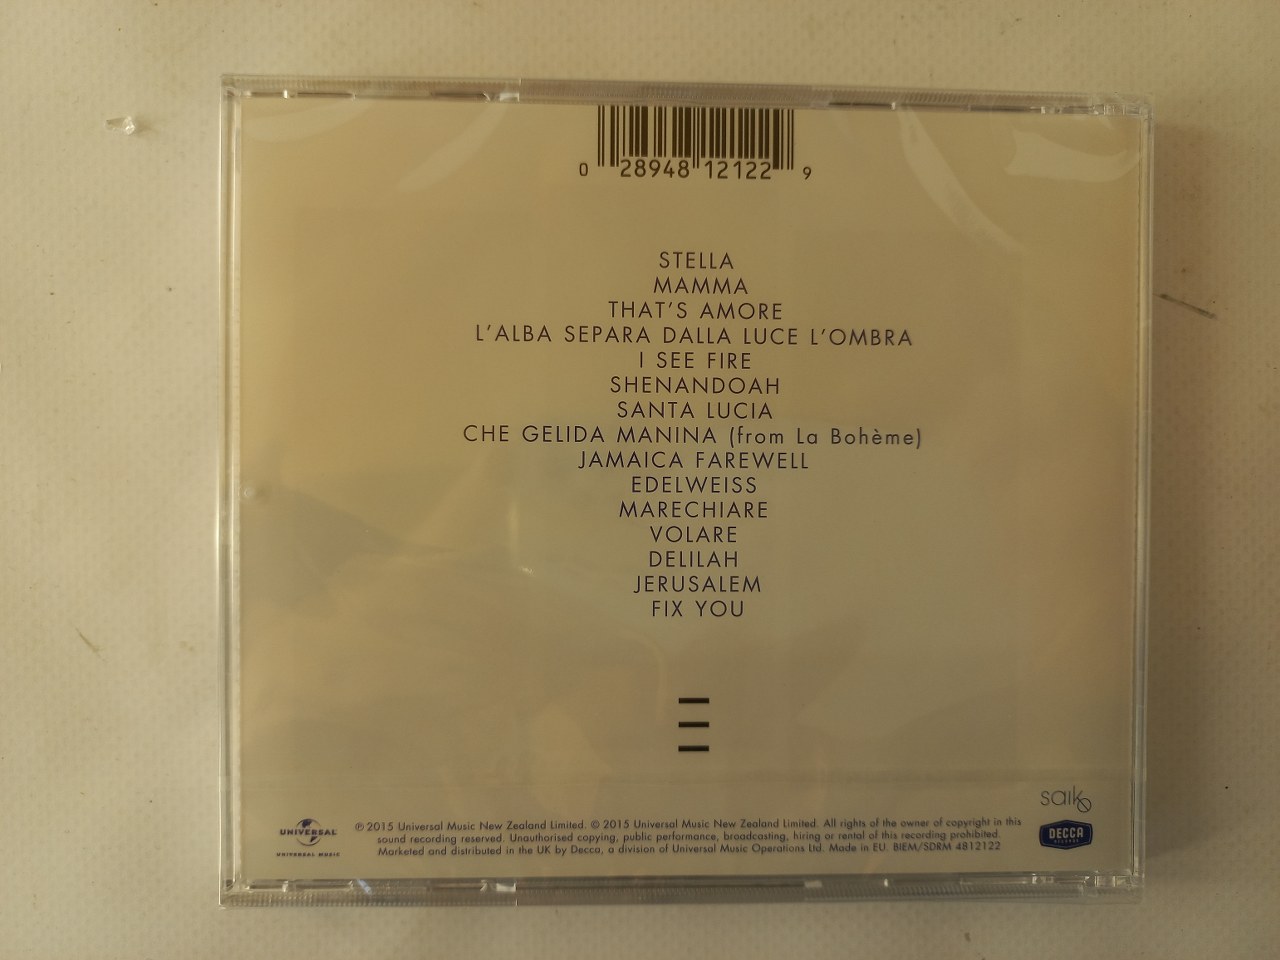 0 28948 12122 9
STELLA
MAMMA
THAT'S AMORE
L'ALBA SEPARA DALLA LUCE L'OMBRA
I SEE FIRE
SHENANDOAH
SANTA LUCIA
CHE GELIDA MANINA (from La Bohème)
JAMAICA FAREWELL
EDELWEISS
MARECHIARE
VOLARE
DELILAH
JERUSALEM
FIX YOU
saiko
UNIVERSAL
UNIVERSAL MUSIC
℗ 2015 Universal Music New Zealand Limited. © 2015 Universal Music New Zealand Limited. All rights of the owner of copyright in this
sound recording reserved. Unauthorised copying, public performance, broadcasting, hiring or rental of this recording prohibited.
Marketed and distributed in the UK by Decca, a division of Universal Music Operations Ltd. Made in EU. BIEM/SDRM 4812122
DECCA
RECORDS